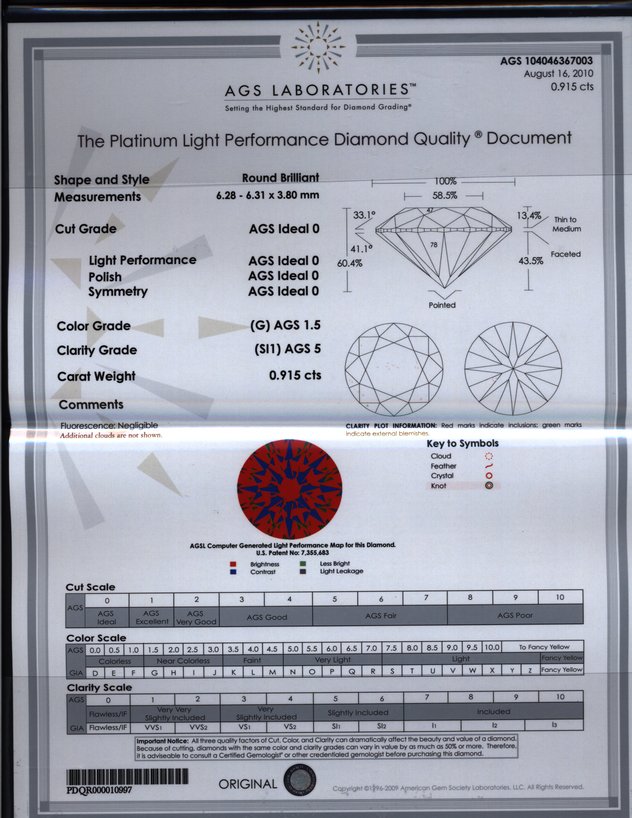 AGS 104046367003
August 16, 2010
0.915 cts
AGS LABORATORIES™
Setting the Highest Standard for Diamond Grading®
The Platinum Light Performance Diamond Quality ® Document
Shape and Style Round Brilliant
Measurements 6.28 - 6.31 x 3.80 mm
Cut Grade AGS Ideal 0
Light Performance AGS Ideal 0
Polish AGS Ideal 0
Symmetry AGS Ideal 0
Color Grade (G) AGS 1.5
Clarity Grade (SI1) AGS 5
Carat Weight 0.915 cts
Comments
Fluorescence: Negligible
Additional clouds are not shown.
100%
58.5%
33.1°
47
13.4%
Thin to
Medium
41.1°
78
Faceted
60.4%
43.5%
Pointed
CLARITY PLOT INFORMATION: Red marks indicate inclusions; green marks
indicate external blemishes.
Key to Symbols
Cloud
Feather
Crystal
Knot
AGSL Computer Generated Light Performance Map for this Diamond.
U.S. Patent No: 7,355,683
Brightness Less Bright
Contrast Light Leakage
Cut Scale
AGS 0 1 2 3 4 5 6 7 8 9 10
AGS Ideal AGS Excellent AGS Very Good AGS Good AGS Fair AGS Poor
Color Scale
AGS 0.0 0.5 1.0 1.5 2.0 2.5 3.0 3.5 4.0 4.5 5.0 5.5 6.0 6.5 7.0 7.5 8.0 8.5 9.0 9.5 10.0 To Fancy Yellow
Colorless Near Colorless Faint Very Light Light Fancy Yellow
GIA D E F G H I J K L M N O P Q R S T U V W X Y Z Fancy Yellow
Clarity Scale
AGS 0 1 2 3 4 5 6 7 8 9 10
Flawless/IF Very Very Slightly Included Very Slightly Included Slightly Included Included
GIA Flawless/IF VVS1 VVS2 VS1 VS2 SI1 SI2 I1 I2 I3
Important Notice: All three quality factors of Cut, Color, and Clarity can dramatically affect the beauty and value of a diamond.
Because of cutting, diamonds with the same color and clarity grades can vary in value by as much as 50% or more. Therefore,
it is adviseable to consult a Certified Gemologist® or other credentialed gemologist before purchasing this diamond.
PDQR000010997
ORIGINAL
Copyright ©1996-2009 American Gem Society Laboratories, LLC. All Rights Reserved.